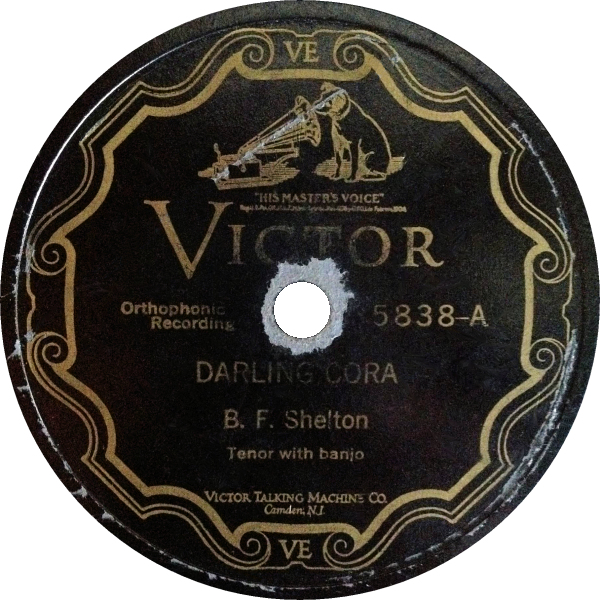 VE
"HIS MASTER'S VOICE"
VICTOR
Orthophonic
Recording
5838-A
DARLING CORA
B. F. Shelton
Tenor with banjo
VICTOR TALKING MACHINE CO.
Camden, N.J.
VE